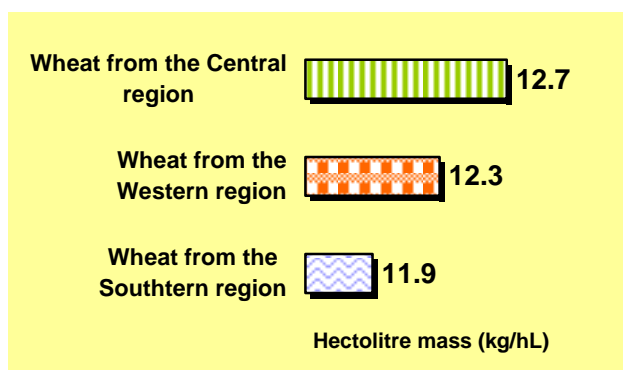 Wheat from the Central
region
12.7
Wheat from the
Western region
12.3
Wheat from the
Southtern region
11.9
Hectolitre mass (kg/hL)